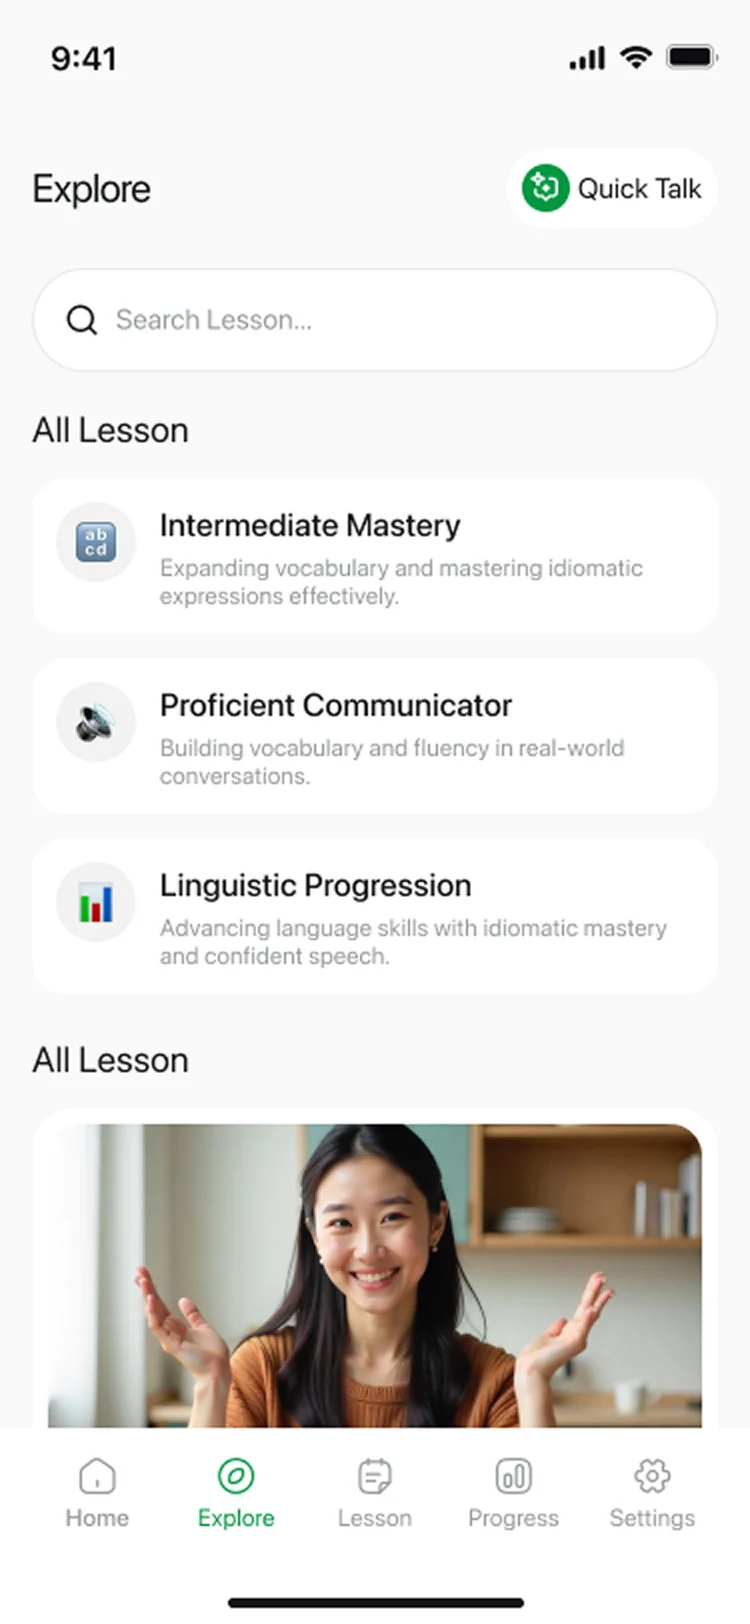 9:41
Explore
Quick Talk
Search Lesson...
All Lesson
ab
cd
Intermediate Mastery
Expanding vocabulary and mastering idiomatic
expressions effectively.
Proficient Communicator
Building vocabulary and fluency in real-world
conversations.
Linguistic Progression
Advancing language skills with idiomatic mastery
and confident speech.
All Lesson
Home
Explore
Lesson
Progress
Settings